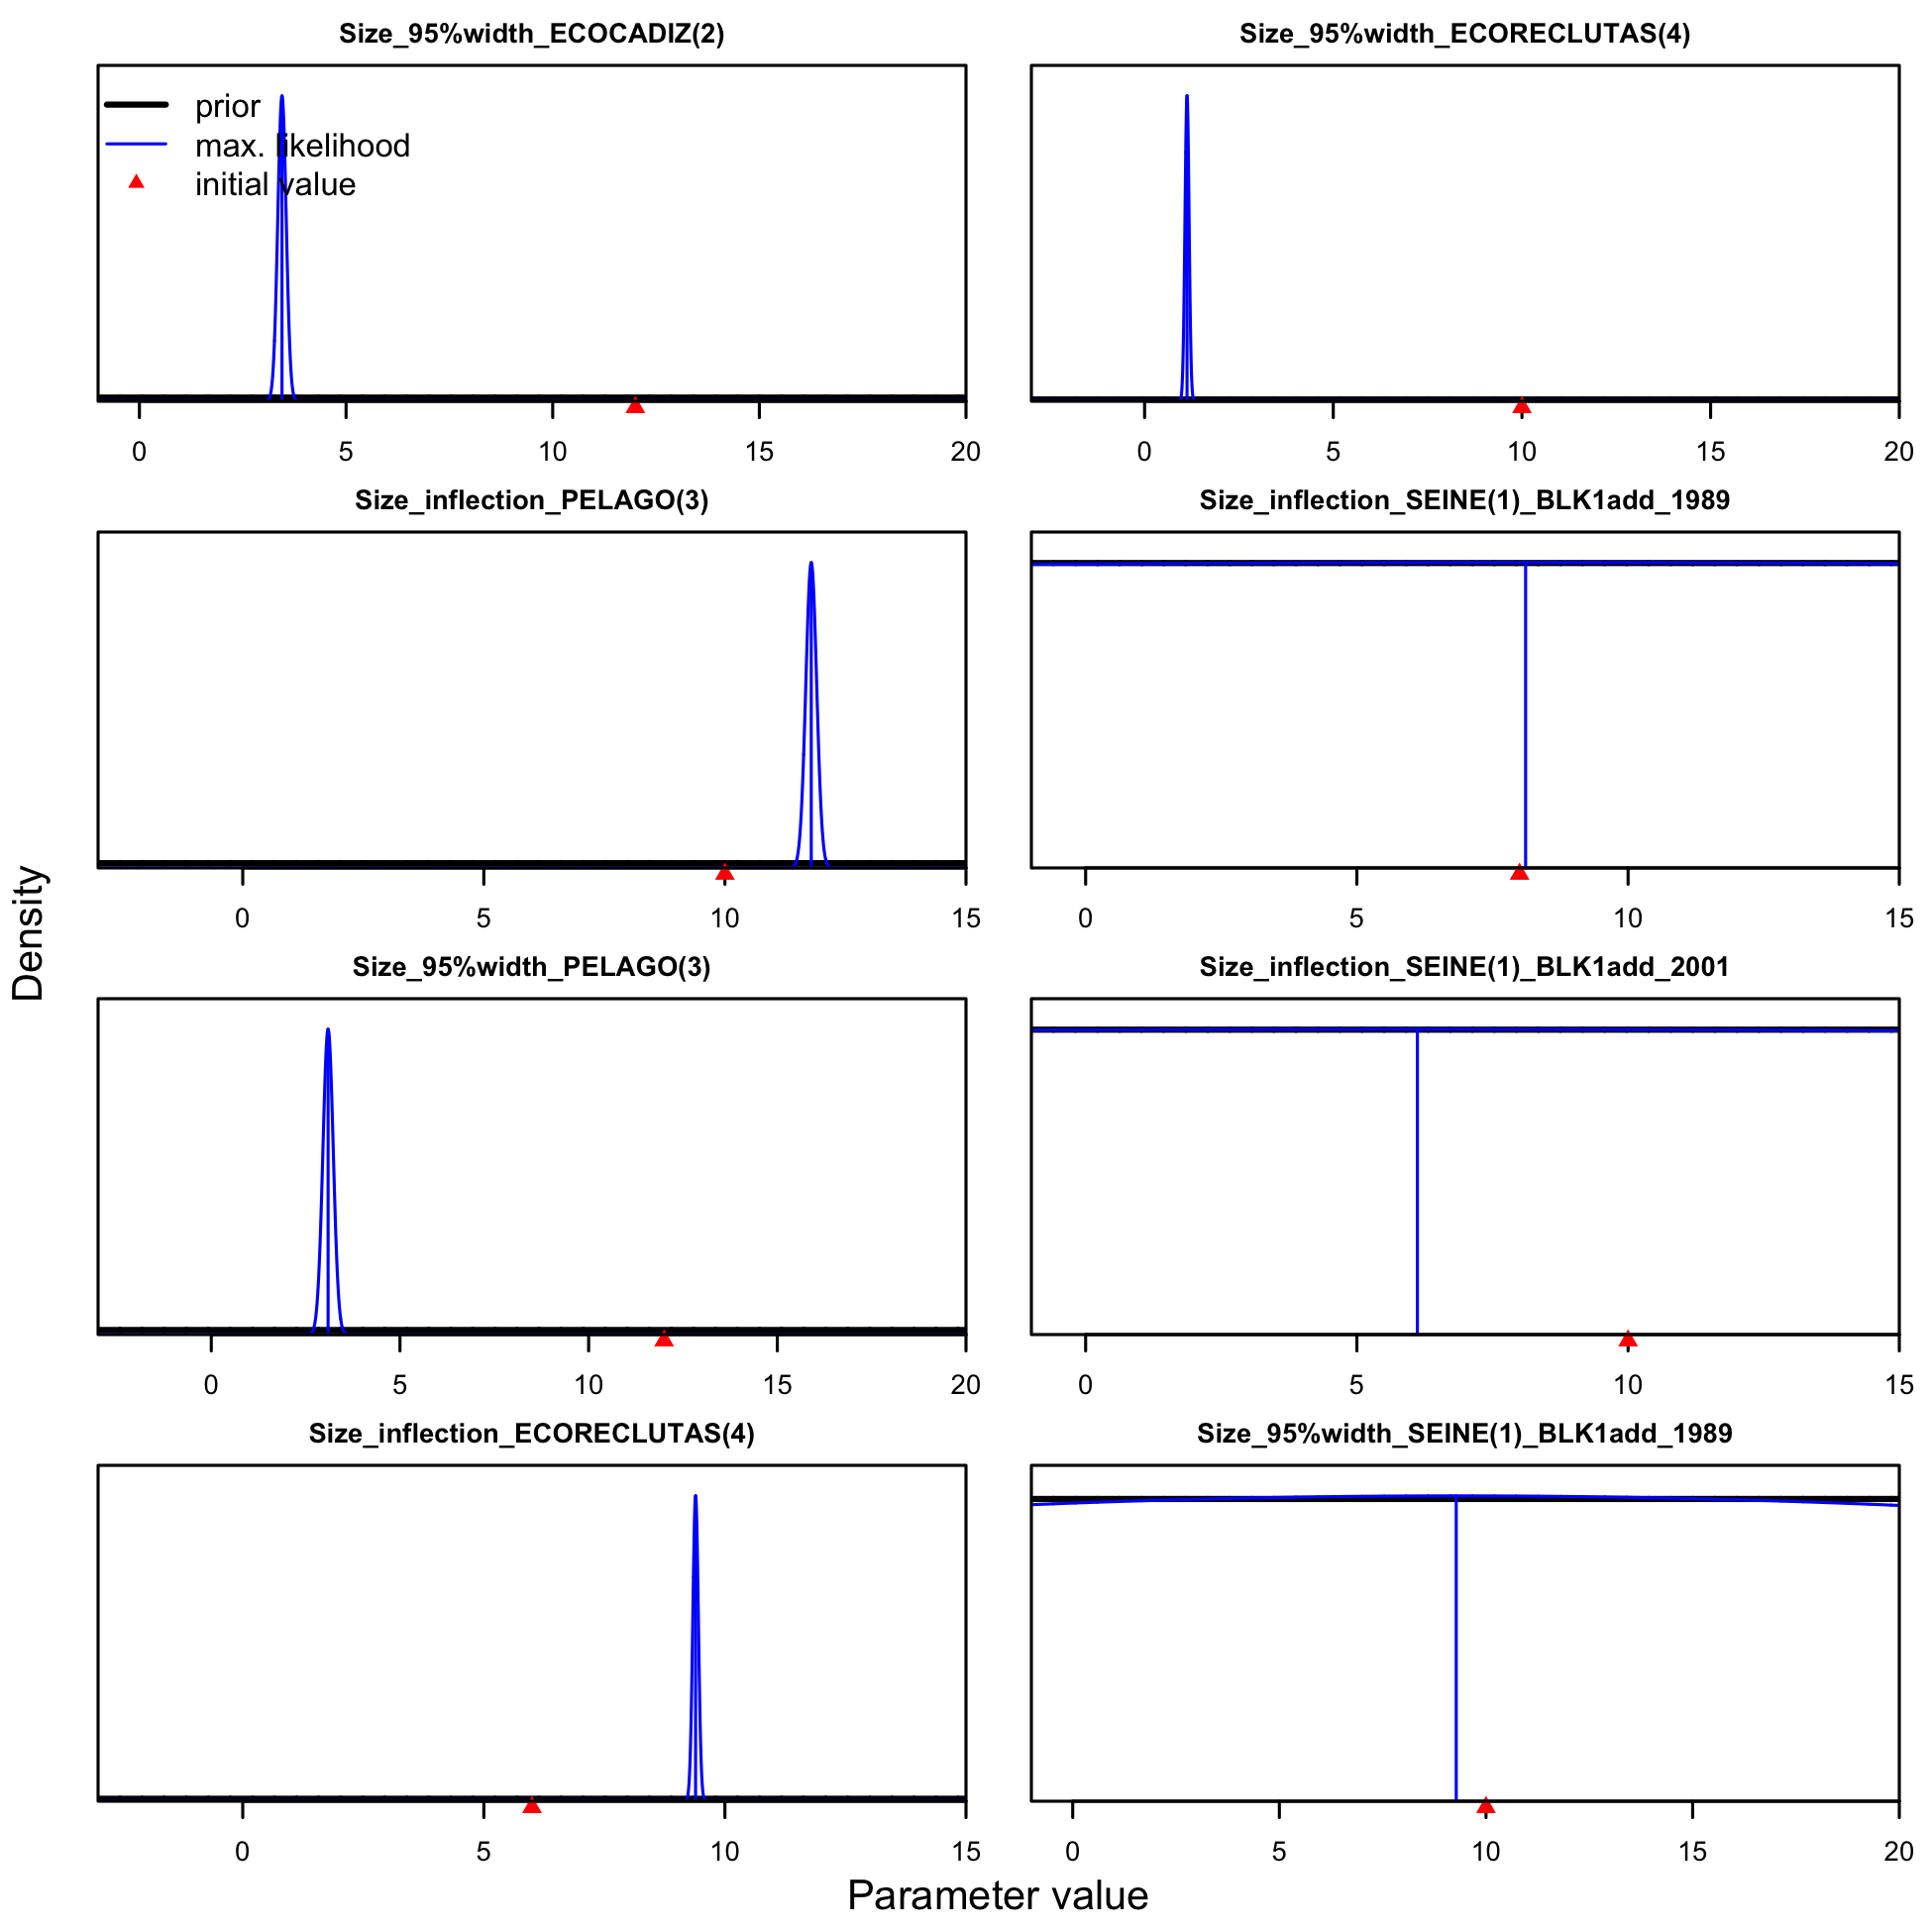 Size_95%width_ECOCADIZ(2)
prior
max. likelihood
initial value
0 5 10 15 20
Size_95%width_ECORECLUTAS(4)
0 5 10 15 20
Size_inflection_PELAGO(3)
0 5 10 15
Size_inflection_SEINE(1)_BLK1add_1989
0 5 10 15
Size_95%width_PELAGO(3)
0 5 10 15 20
Size_inflection_SEINE(1)_BLK1add_2001
0 5 10 15
Size_inflection_ECORECLUTAS(4)
0 5 10 15
Size_95%width_SEINE(1)_BLK1add_1989
0 5 10 15 20
Density
Parameter value